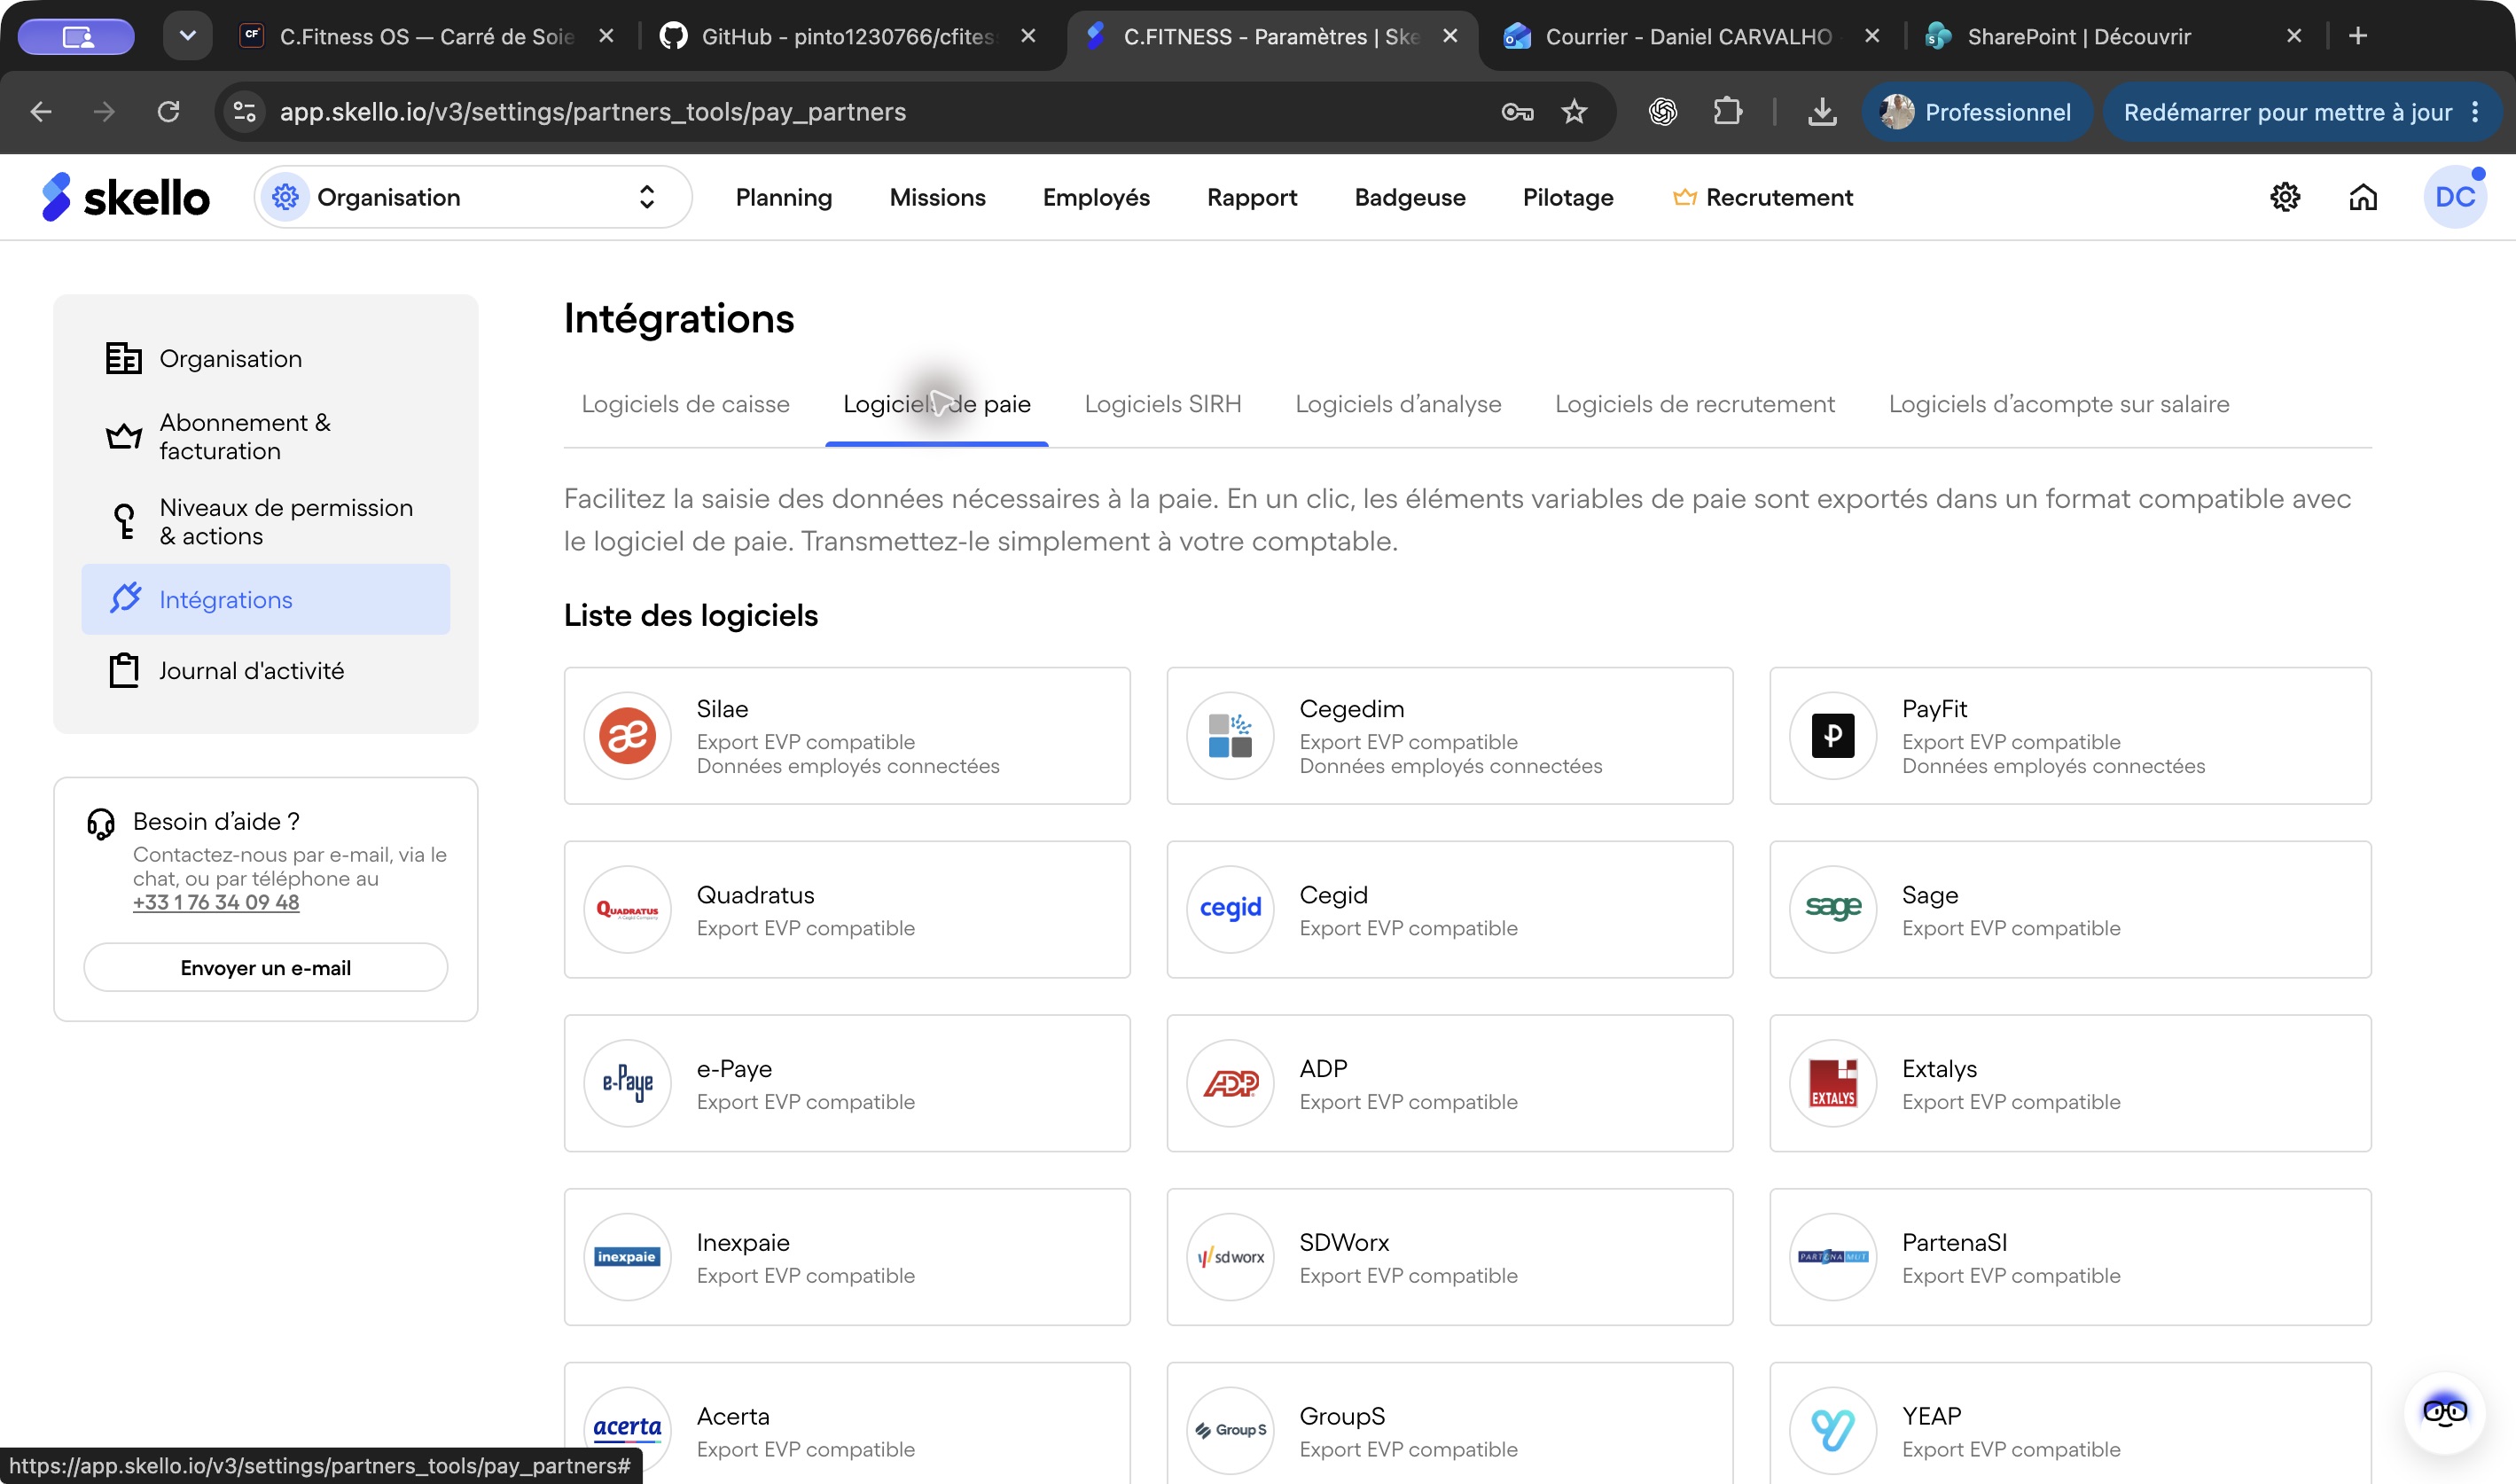 C.Fitness OS — Carré de Soie
GitHub - pinto1230766/cfites
C.FITNESS - Paramètres | Ske
Courrier - Daniel CARVALHO
SharePoint | Découvrir
app.skello.io/v3/settings/partners_tools/pay_partners
Professionnel
Redémarrer pour mettre à jour
skello
Organisation
Planning
Missions
Employés
Rapport
Badgeuse
Pilotage
Recrutement
DC
Organisation
Abonnement &
facturation
Niveaux de permission
& actions
Intégrations
Journal d'activité
Besoin d’aide ?
Contactez-nous par e-mail, via le
chat, ou par téléphone au
+33 1 76 34 09 48
Envoyer un e-mail
Intégrations
Logiciels de caisse
Logiciels de paie
Logiciels SIRH
Logiciels d’analyse
Logiciels de recrutement
Logiciels d’acompte sur salaire
Facilitez la saisie des données nécessaires à la paie. En un clic, les éléments variables de paie sont exportés dans un format compatible avec
le logiciel de paie. Transmettez-le simplement à votre comptable.
Liste des logiciels
Silae
Export EVP compatible
Données employés connectées
Cegedim
Export EVP compatible
Données employés connectées
PayFit
Export EVP compatible
Données employés connectées
QUADRATUS
Quadratus
Export EVP compatible
cegid
Cegid
Export EVP compatible
sage
Sage
Export EVP compatible
e-Paye
e-Paye
Export EVP compatible
ADP
ADP
Export EVP compatible
EXTALYS
Extalys
Export EVP compatible
inexpaie
Inexpaie
Export EVP compatible
sd worx
SDWorx
Export EVP compatible
PARTENAMUT
PartenaSI
Export EVP compatible
acerta
Acerta
Export EVP compatible
Group S
GroupS
Export EVP compatible
YEAP
Export EVP compatible
https://app.skello.io/v3/settings/partners_tools/pay_partners#